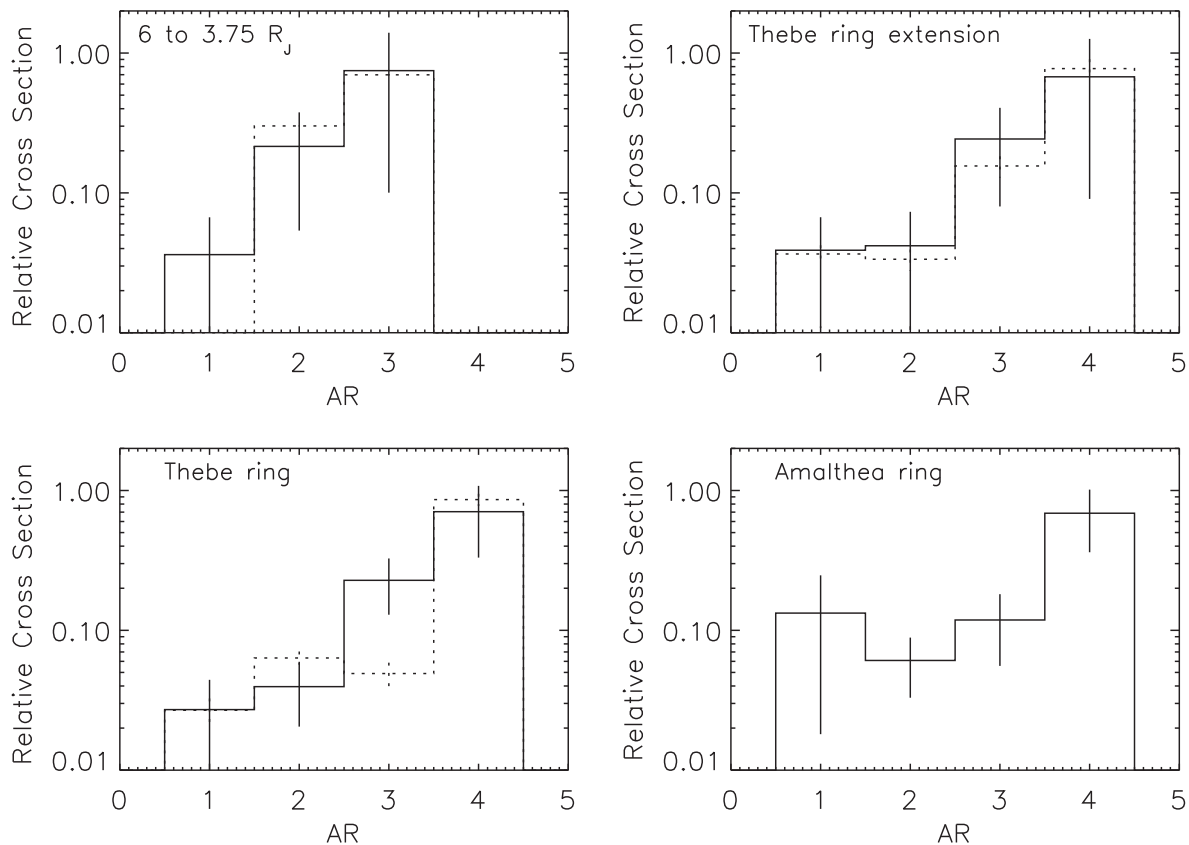 6 to 3.75 R_J
Relative Cross Section
1.00
0.10
0.01
0 1 2 3 4 5
AR
Thebe ring extension
Relative Cross Section
1.00
0.10
0.01
0 1 2 3 4 5
AR
Thebe ring
Relative Cross Section
1.00
0.10
0.01
0 1 2 3 4 5
AR
Amalthea ring
Relative Cross Section
1.00
0.10
0.01
0 1 2 3 4 5
AR